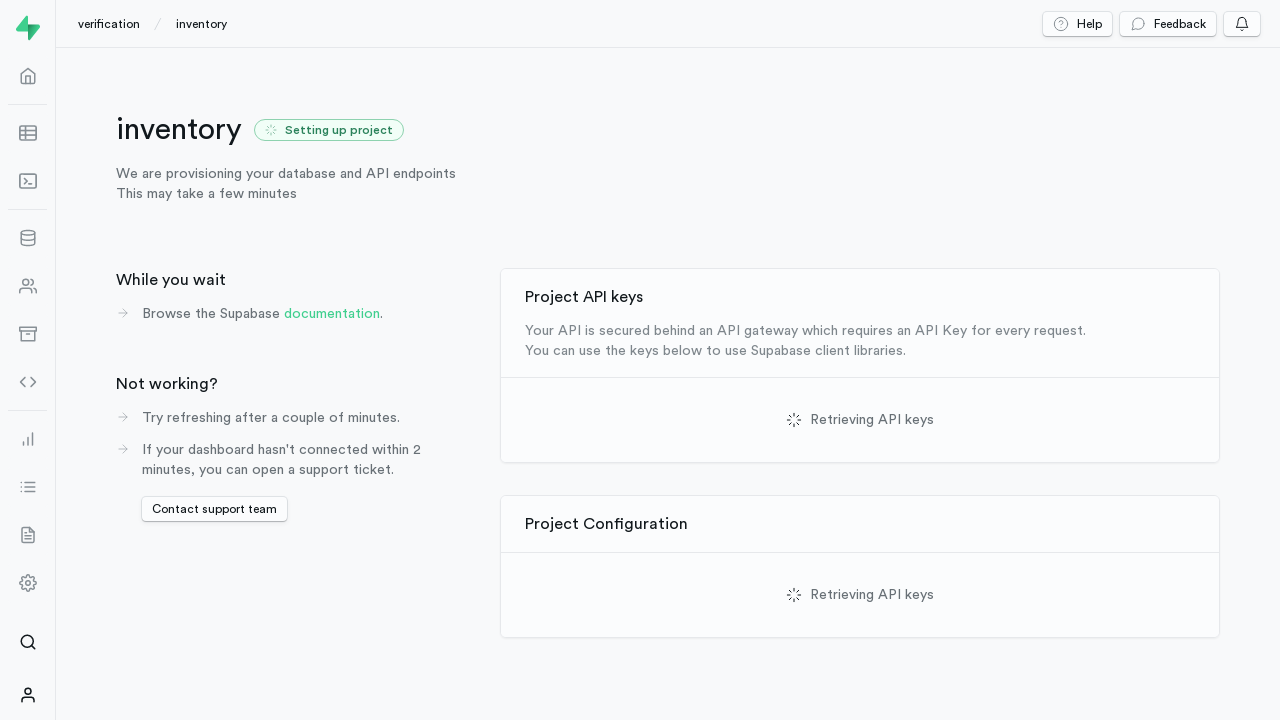 verification / inventory
Help
Feedback
inventory
Setting up project
We are provisioning your database and API endpoints
This may take a few minutes
While you wait
Browse the Supabase documentation.
Not working?
Try refreshing after a couple of minutes.
If your dashboard hasn't connected within 2
minutes, you can open a support ticket.
Contact support team
Project API keys
Your API is secured behind an API gateway which requires an API Key for every request.
You can use the keys below to use Supabase client libraries.
Retrieving API keys
Project Configuration
Retrieving API keys